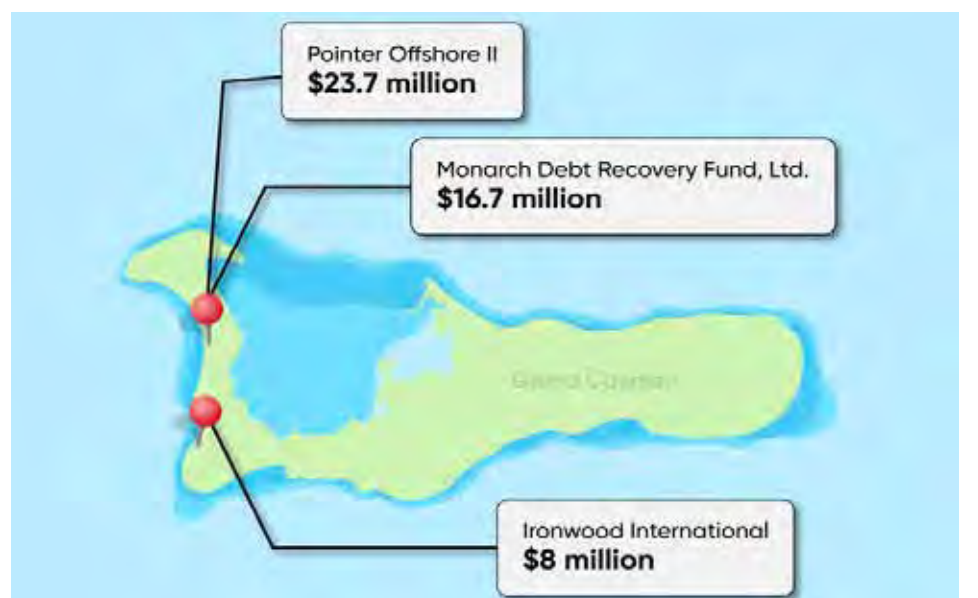 Pointer Offshore II
$23.7 million
Monarch Debt Recovery Fund, Ltd.
$16.7 million
Grand Cayman
Ironwood International
$8 million